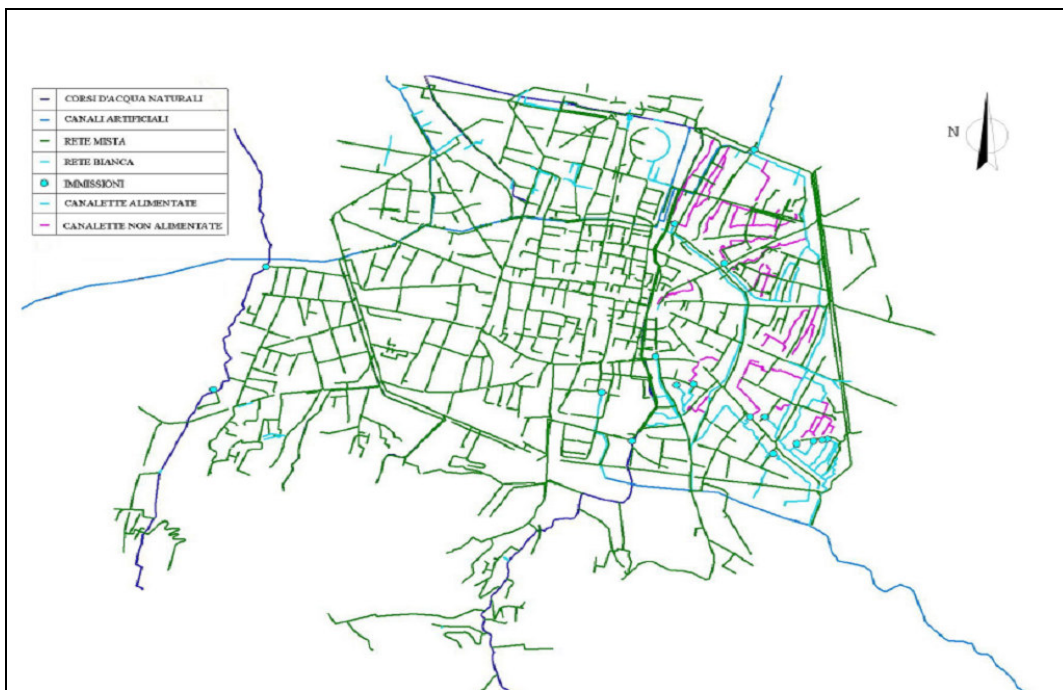 CORSI D'ACQUA NATURALI
CANALI ARTIFICIALI
RETE MISTA
RETE BIANCA
IMMISSIONI
CANALETTE ALIMENTATE
CANALETTE NON ALIMENTATE
N